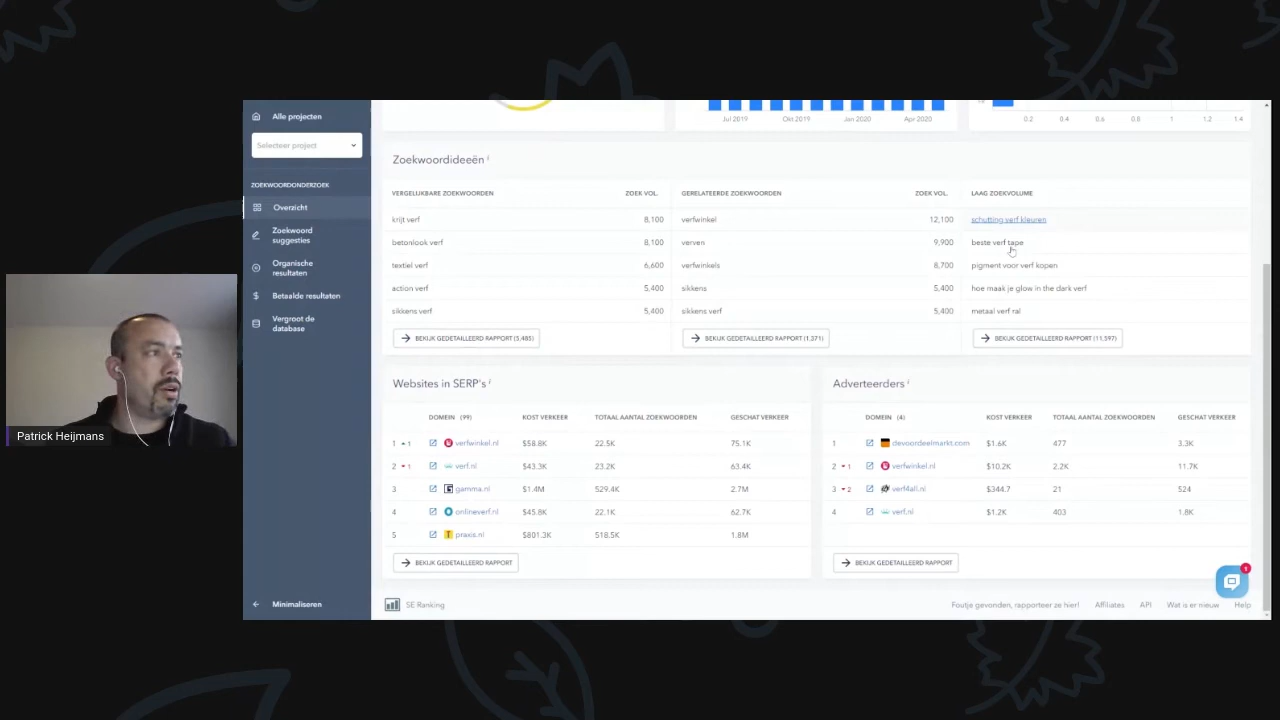 Alle projecten
Selecteer project
ZOEKWOORDONDERZOEK
Overzicht
Zoekwoord
suggesties
Organische
resultaten
Betaalde resultaten
Vergroot de
database
Minimaliseren
Patrick Heijmans
Jul 2019 Okt 2019 Jan 2020 Apr 2020
0.2 0.4 0.6 0.8 1 1.2 1.4
Zoekwoordideeën i
VERGELIJKBARE ZOEKWOORDEN ZOEK VOL. GERELATEERDE ZOEKWOORDEN ZOEK VOL. LAAG ZOEKVOLUME
krijt verf 8,100 verfwinkel 12,100 schutting verf kleuren
betonlook verf 8,100 verven 9,900 beste verf tape
textiel verf 6,600 verfwinkels 8,700 pigment voor verf kopen
action verf 5,400 sikkens 5,400 hoe maak je glow in the dark verf
sikkens verf 5,400 sikkens verf 5,400 metaal verf ral
BEKIJK GEDETAILLEERD RAPPORT (5,485) BEKIJK GEDETAILLEERD RAPPORT (1,371) BEKIJK GEDETAILLEERD RAPPORT (11,597)
Websites in SERP's i
DOMEIN (99) KOST VERKEER TOTAAL AANTAL ZOEKWOORDEN GESCHAT VERKEER
1 1 verfwinkel.nl $58.8K 22.5K 75.1K
2 1 verf.nl $43.3K 23.2K 63.4K
3 gamma.nl $1.4M 529.4K 2.7M
4 onlineverf.nl $45.8K 22.1K 62.7K
5 praxis.nl $801.3K 518.5K 1.8M
BEKIJK GEDETAILLEERD RAPPORT
Adverteerders i
DOMEIN (4) KOST VERKEER TOTAAL AANTAL ZOEKWOORDEN GESCHAT VERKEER
1 devoordeelmarkt.com $1.6K 477 3.3K
2 1 verfwinkel.nl $10.2K 2.2K 11.7K
3 2 verf4all.nl $344.7 21 524
4 verf.nl $1.2K 403 1.8K
BEKIJK GEDETAILLEERD RAPPORT
1
SE Ranking Foutje gevonden, rapporteer ze hier! Affiliates API Wat is er nieuw Help